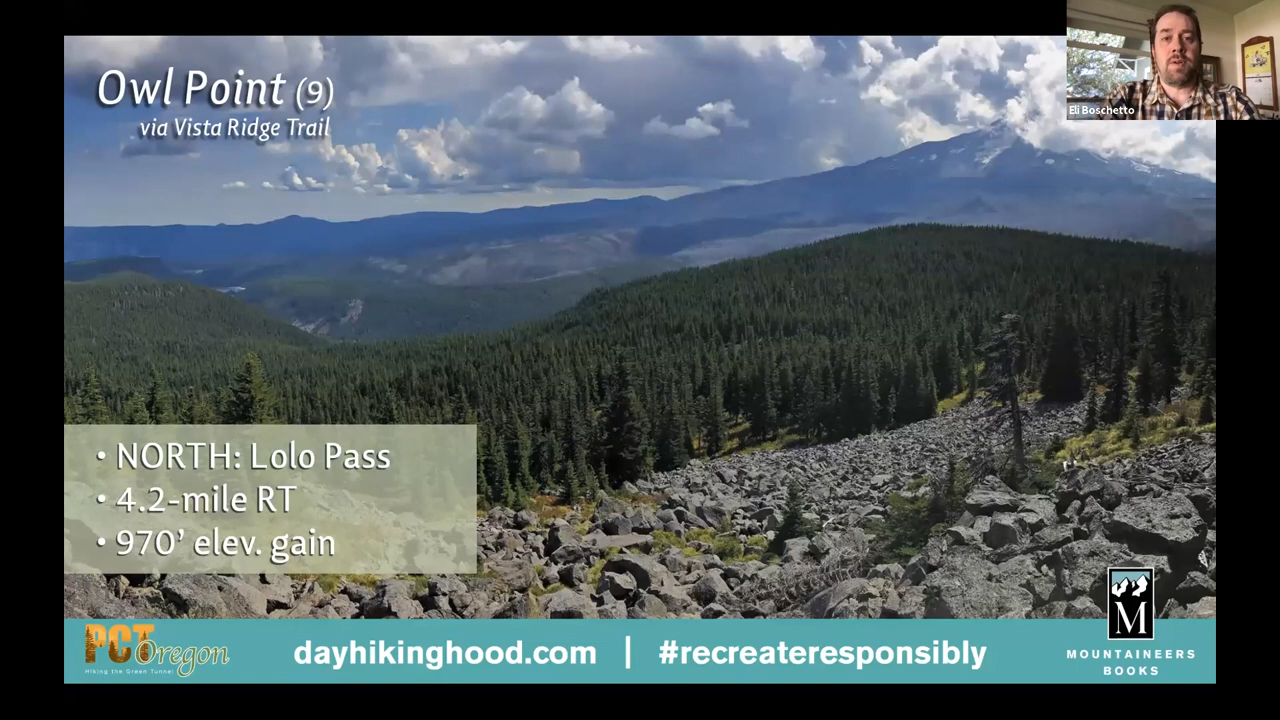 Owl Point (9)
via Vista Ridge Trail
Eli Boschetto
• NORTH: Lolo Pass
• 4.2-mile RT
• 970’ elev. gain
PCT Oregon
Hiking the Green Tunnel
dayhikinghood.com | #recreateresponsibly
M
MOUNTAINEERS
BOOKS